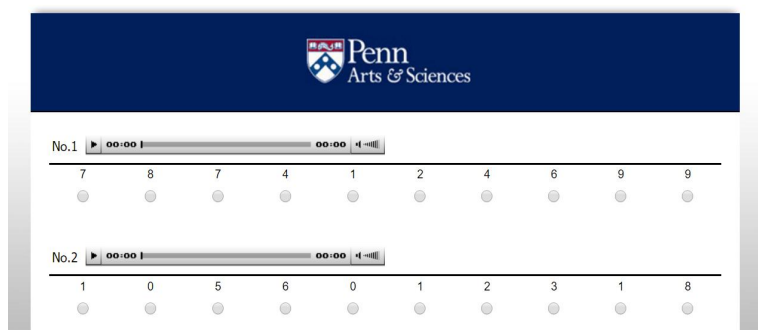 Penn
Arts & Sciences
No.1 00:00 00:00
7 8 7 4 1 2 4 6 9 9
No.2 00:00 00:00
1 0 5 6 0 1 2 3 1 8